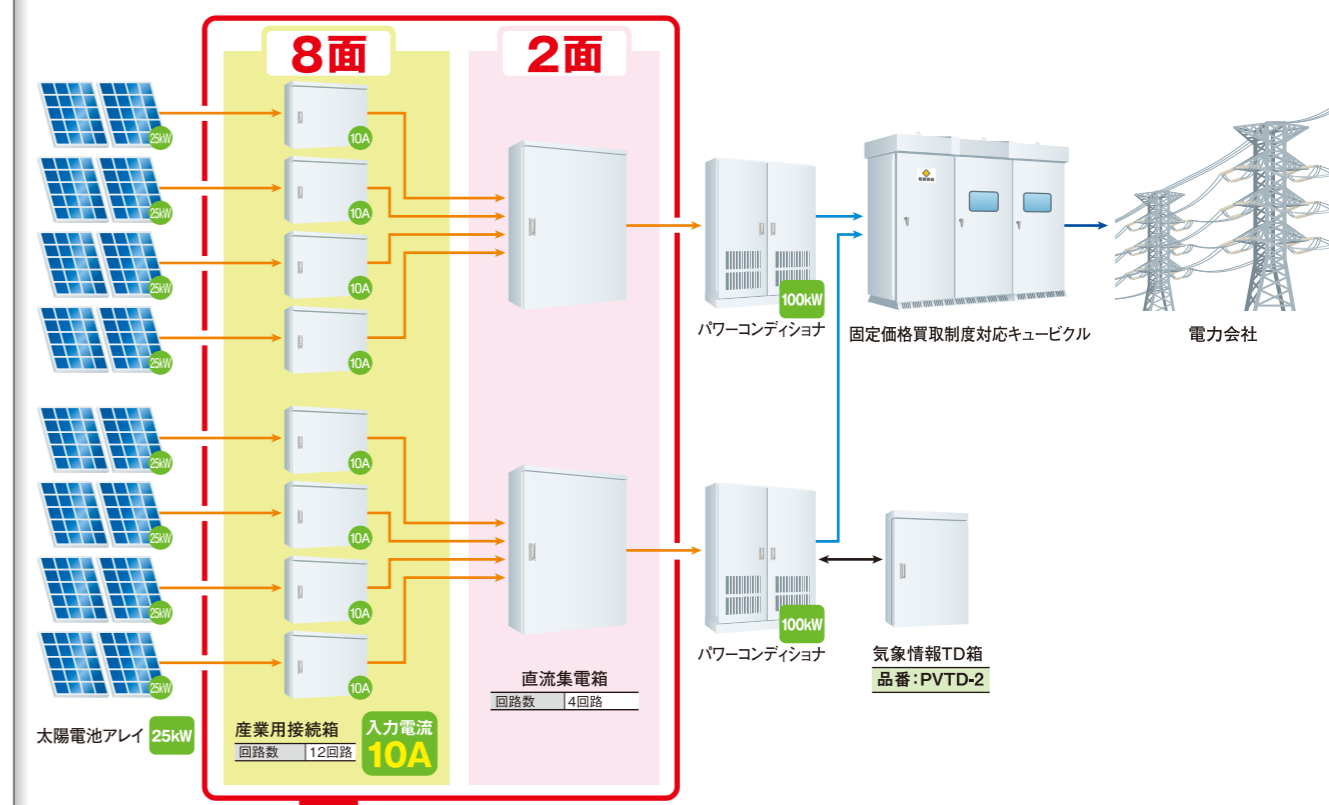 8面
2面
25kW
10A
25kW
10A
25kW
10A
25kW
10A
100kW
パワーコンディショナ
固定価格買取制度対応キュービクル
電力会社
25kW
10A
25kW
10A
25kW
10A
25kW
10A
100kW
パワーコンディショナ
気象情報TD箱
品番:PVTD-2
直流集電箱
回路数 4回路
太陽電池アレイ 25kW
産業用接続箱
回路数 12回路
入力電流
10A